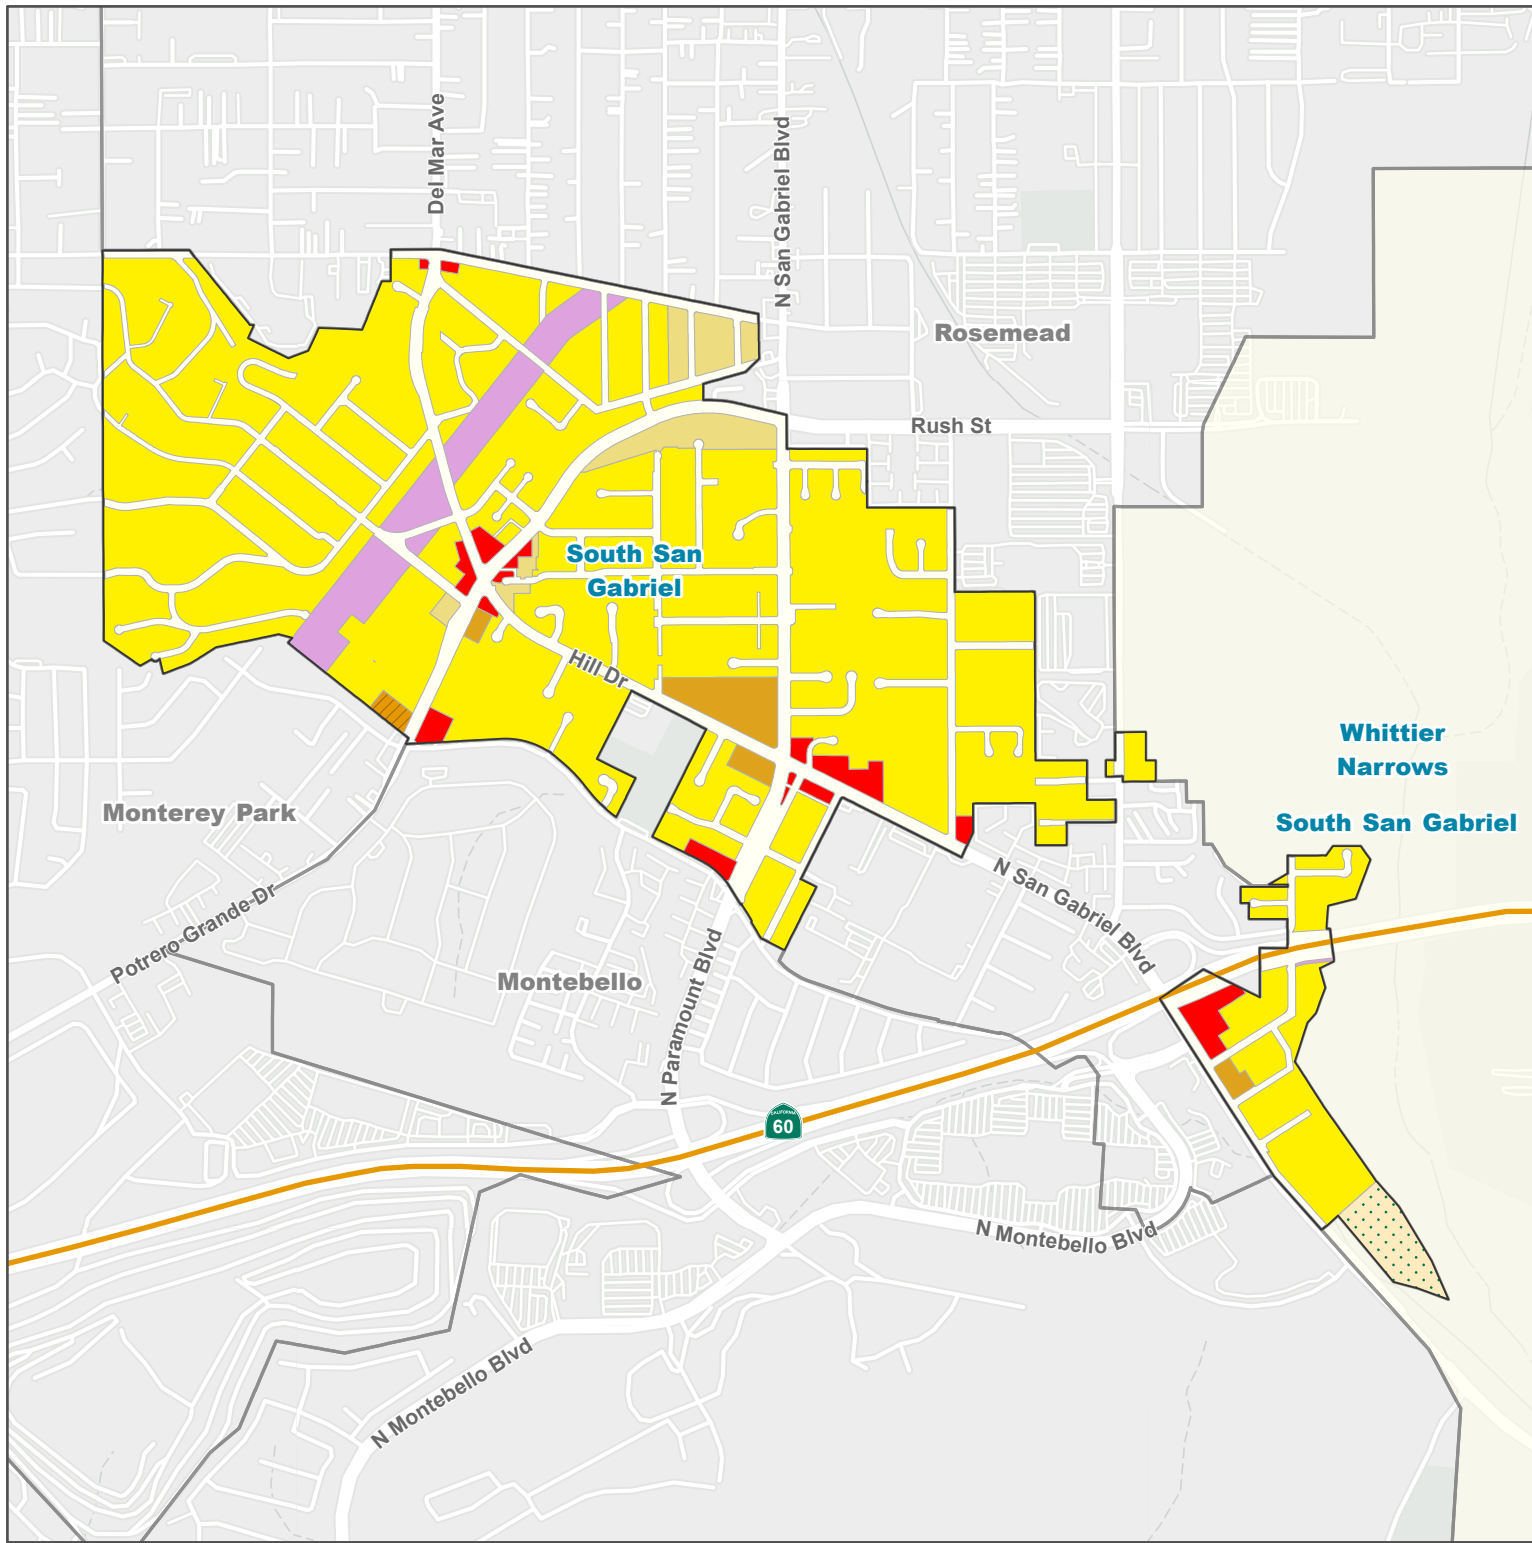 Del Mar Ave
N San Gabriel Blvd
Rosemead
Rush St
South San
Gabriel
Hill Dr
Whittier
Narrows
Monterey Park
South San Gabriel
N San Gabriel Blvd
Potrero Grande Dr
Montebello
N Paramount Blvd
CALIFORNIA
60
N Montebello Blvd
N Montebello Blvd